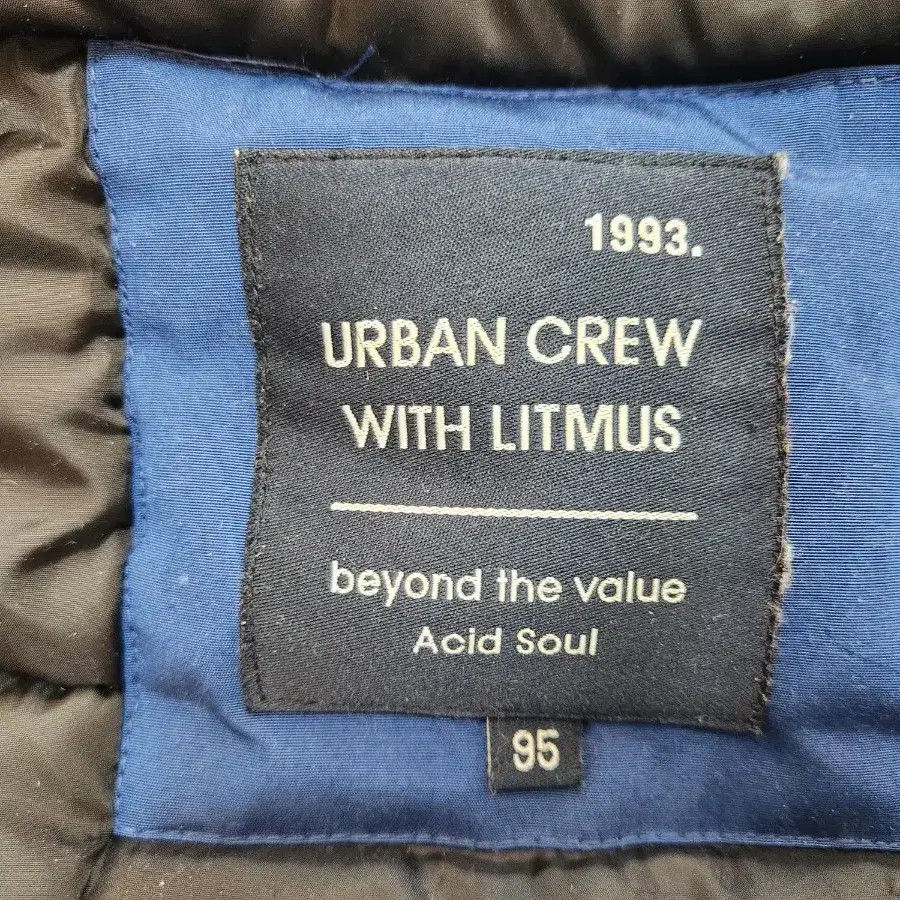 1993.
URBAN CREW
WITH LITMUS
beyond the value
Acid Soul
95